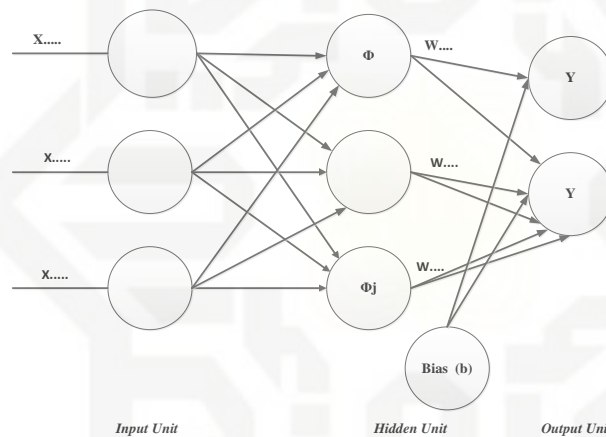 X.....
Φ
W....
Y
X.....
W....
Y
X.....
Φj
W....
Bias (b)
Input Unit
Hidden Unit
Output Uni